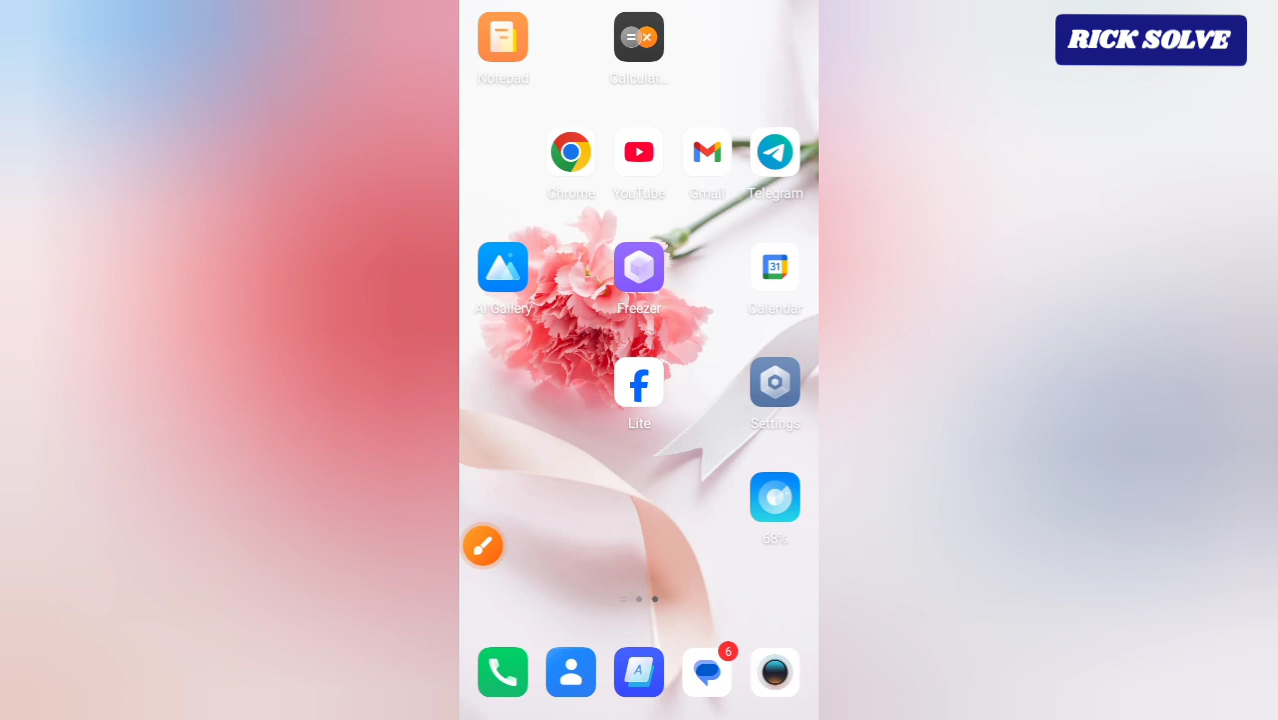 RICK SOLVE
Notepad
Calculat...
Chrome
YouTube
Gmail
Telegram
AI Gallery
Freezer
31
Calendar
Lite
Settings
68%
A
6